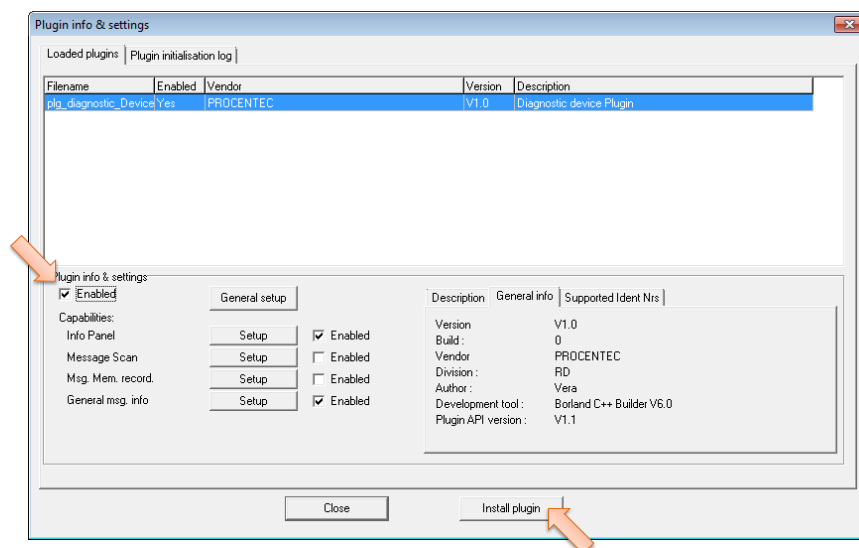 Plugin info & settings
Loaded plugins Plugin initialisation log
Filename Enabled Vendor Version Description
plg_diagnostic_Device Yes PROCENTEC V1.0 Diagnostic device Plugin
Plugin info & settings
Enabled General setup Description General info Supported Ident Nrs
Capabilities:
Info Panel Setup Enabled Version V1.0
Build : 0
Message Scan Setup Enabled Vendor PROCENTEC
Division : RD
Msg. Mem. record. Setup Enabled Author : Vera
General msg. info Setup Enabled Development tool : Borland C++ Builder V6.0
Plugin API version : V1.1
Close Install plugin